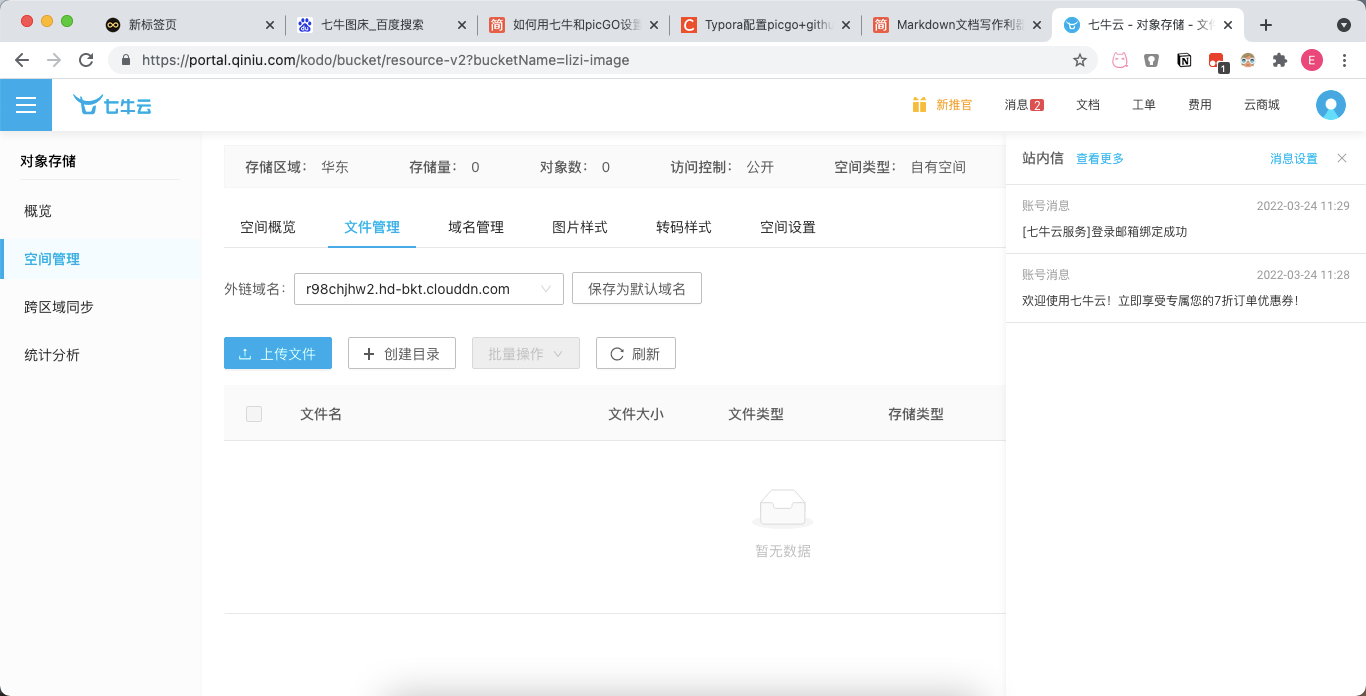 新标签页
七牛图床_百度搜索
如何用七牛和picGO设置
Typora配置picgo+githu
Markdown文档写作利器
七牛云 - 对象存储 - 文件
https://portal.qiniu.com/kodo/bucket/resource-v2?bucketName=lizi-image
1
E
七牛云
新推官
消息 2
文档
工单
费用
云商城
对象存储
概览
空间管理
跨区域同步
统计分析
存储区域： 华东
存储量： 0
对象数： 0
访问控制： 公开
空间类型： 自有空间
空间概览
文件管理
域名管理
图片样式
转码样式
空间设置
外链域名：
r98chjhw2.hd-bkt.clouddn.com
保存为默认域名
上传文件
创建目录
批量操作
刷新
文件名
文件大小
文件类型
存储类型
暂无数据
站内信 查看更多
消息设置
账号消息
2022-03-24 11:29
[七牛云服务]登录邮箱绑定成功
账号消息
2022-03-24 11:28
欢迎使用七牛云！立即享受专属您的7折订单优惠券！